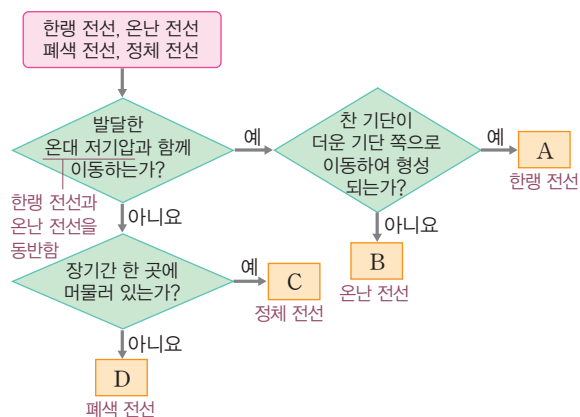 한랭 전선, 온난 전선
폐색 전선, 정체 전선
발달한
온대 저기압과 함께
이동하는가?
예
찬 기단이
더운 기단 쪽으로
이동하여 형성
되는가?
예
A
한랭 전선
한랭 전선과
온난 전선을
동반함
아니요
아니요
B
온난 전선
장기간 한 곳에
머물러 있는가?
예
C
정체 전선
아니요
D
폐색 전선